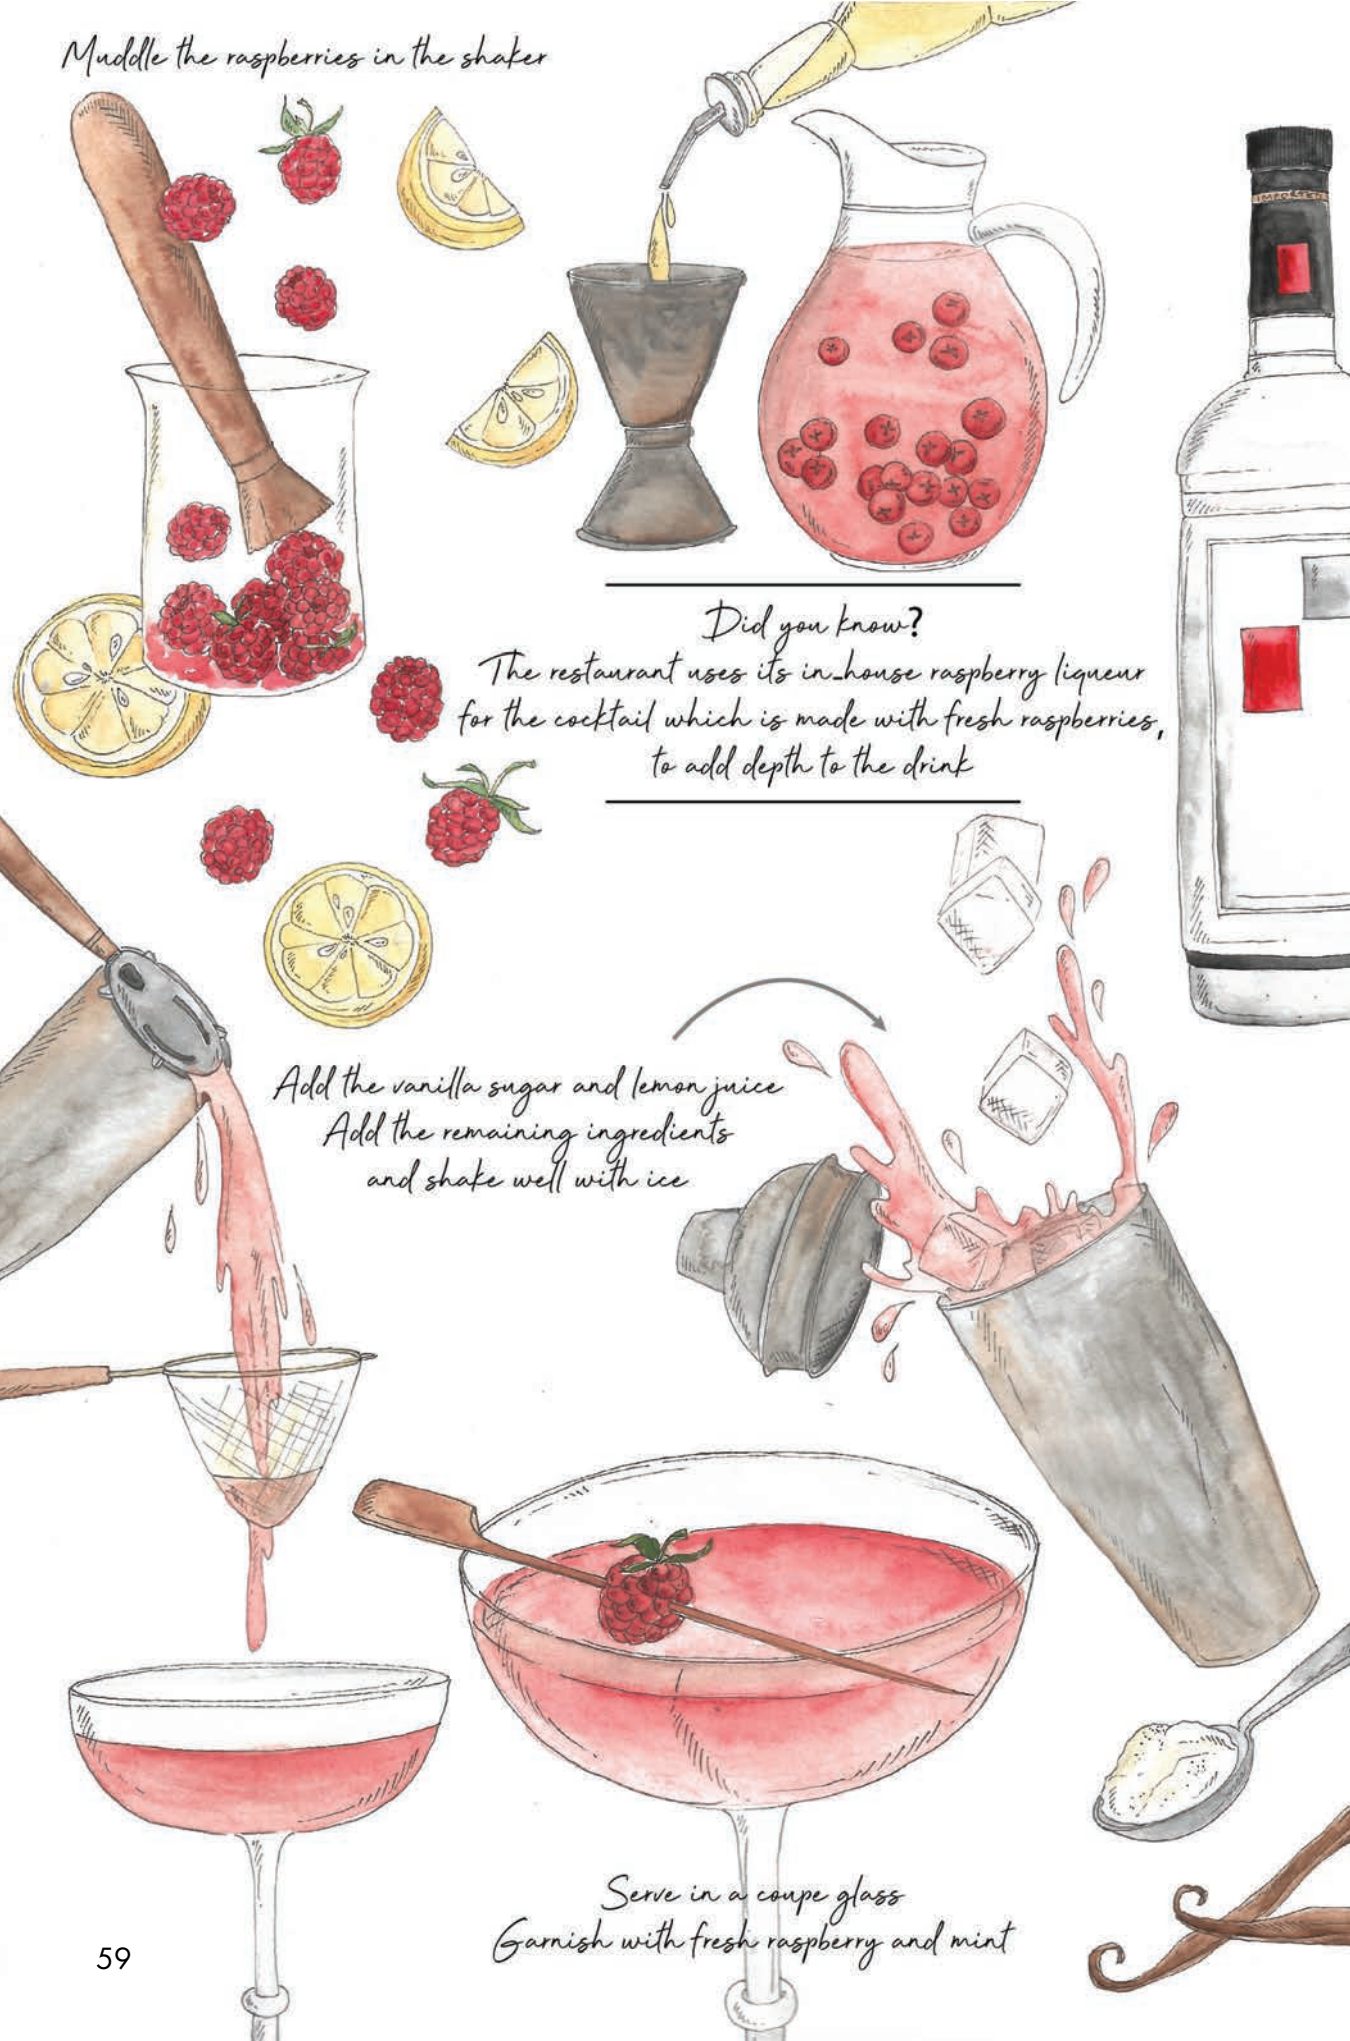 Muddle the raspberries in the shaker
Did you know?
The restaurant uses its in-house raspberry liqueur
for the cocktail which is made with fresh raspberries,
to add depth to the drink
Add the vanilla sugar and lemon juice
Add the remaining ingredients
and shake well with ice
Serve in a coupe glass
Garnish with fresh raspberry and mint
59